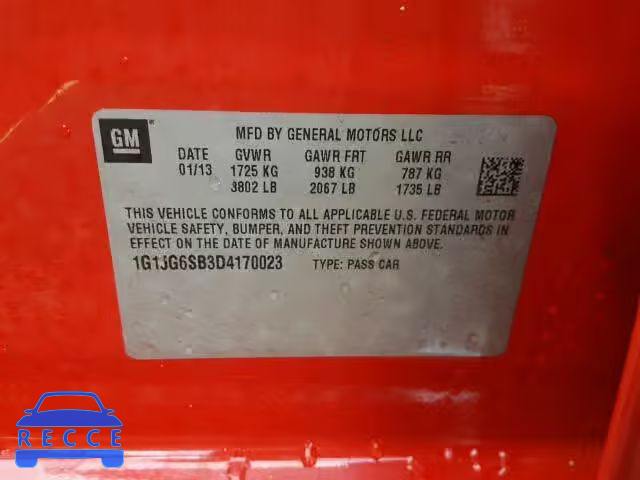 GM
MFD BY GENERAL MOTORS LLC
DATE GVWR GAWR FRT GAWR RR
01/13 1725 KG 938 KG 787 KG
3802 LB 2067 LB 1735 LB
THIS VEHICLE CONFORMS TO ALL APPLICABLE U.S. FEDERAL MOTOR
VEHICLE SAFETY, BUMPER, AND THEFT PREVENTION STANDARDS
IN EFFECT ON THE DATE OF MANUFACTURE SHOWN ABOVE.
1G1JG6SB3D4170023 TYPE: PASS CAR
RECCE